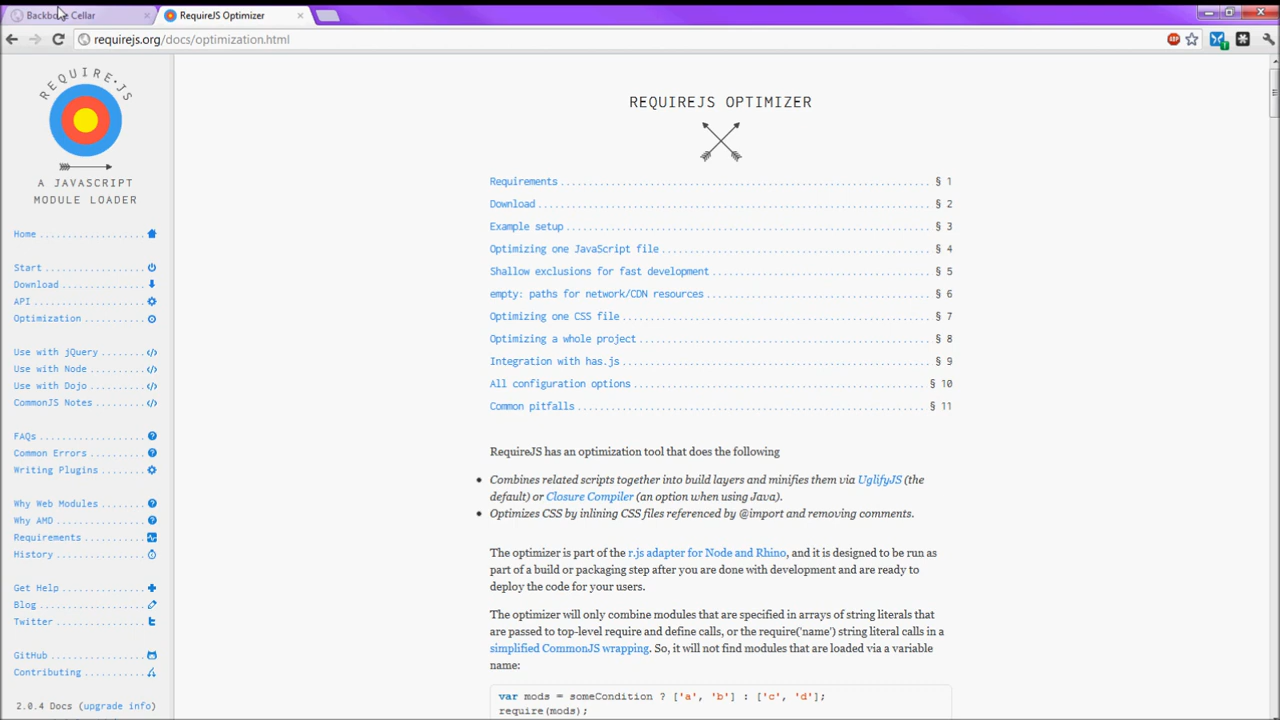 Backbone Cellar
RequireJS Optimizer
requirejs.org/docs/optimization.html
ABP
1
REQUIRE.JS
A JAVASCRIPT
MODULE LOADER
Home
Start
Download
API
Optimization
Use with jQuery
Use with Node
Use with Dojo
CommonJS Notes
FAQs
Common Errors
Writing Plugins
Why Web Modules
Why AMD
Requirements
History
Get Help
Blog
Twitter
GitHub
Contributing
2.0.4 Docs (upgrade info)
REQUIREJS OPTIMIZER
Requirements § 1
Download § 2
Example setup § 3
Optimizing one JavaScript file § 4
Shallow exclusions for fast development § 5
empty: paths for network/CDN resources § 6
Optimizing one CSS file § 7
Optimizing a whole project § 8
Integration with has.js § 9
All configuration options § 10
Common pitfalls § 11
RequireJS has an optimization tool that does the following
• Combines related scripts together into build layers and minifies them via UglifyJS (the
default) or Closure Compiler (an option when using Java).
• Optimizes CSS by inlining CSS files referenced by @import and removing comments.
The optimizer is part of the r.js adapter for Node and Rhino, and it is designed to be run as
part of a build or packaging step after you are done with development and are ready to
deploy the code for your users.
The optimizer will only combine modules that are specified in arrays of string literals that
are passed to top-level require and define calls, or the require('name') string literal calls in a
simplified CommonJS wrapping. So, it will not find modules that are loaded via a variable
name:
var mods = someCondition ? ['a', 'b'] : ['c', 'd'];
require(mods);